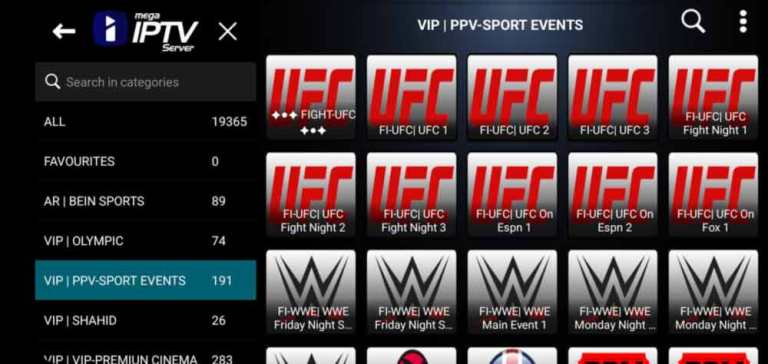 mega
IPTV
Server
VIP | PPV-SPORT EVENTS
Search in categories
ALL 19365
FAVOURITES 0
AR | BEIN SPORTS 89
VIP | OLYMPIC 74
VIP | PPV-SPORT EVENTS 191
VIP | SHAHID 26
VIP | VIP-PREMIUN CINEMA 283
UFC
✦✦✦ FIGHT-UFC
✦✦✦
UFC
FI-UFC| UFC 1
UFC
FI-UFC| UFC 2
UFC
FI-UFC| UFC 3
UFC
FI-UFC| UFC
Fight Night 1
UFC
FI-UFC| UFC
Fight Night 2
UFC
FI-UFC| UFC
Fight Night 3
UFC
FI-UFC| UFC On
Espn 1
UFC
FI-UFC| UFC On
Espn 2
UFC
FI-UFC| UFC On
Fox 1
FI-WWE| WWE
Friday Night S...
FI-WWE| WWE
Friday Night S...
FI-WWE| WWE
Main Event 1
FI-WWE| WWE
Monday Night ...
FI-WWE| WWE
Monday Night ...